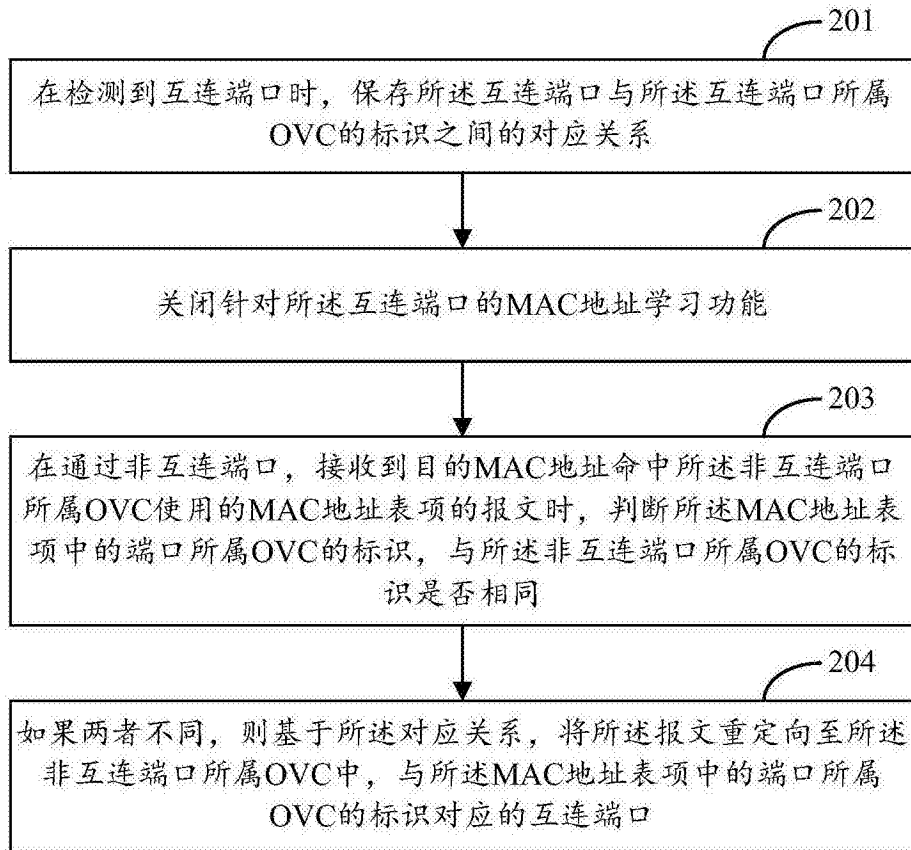 201
在检测到互连端口时，保存所述互连端口与所述互连端口所属
OVC的标识之间的对应关系
202
关闭针对所述互连端口的MAC地址学习功能
203
在通过非互连端口，接收到目的MAC地址命中所述非互连端口
所属OVC使用的MAC地址表项的报文时，判断所述MAC地址表
项中的端口所属OVC的标识，与所述非互连端口所属OVC的标
识是否相同
204
如果两者不同，则基于所述对应关系，将所述报文重定向至所述
非互连端口所属OVC中，与所述MAC地址表项中的端口所属
OVC的标识对应的互连端口